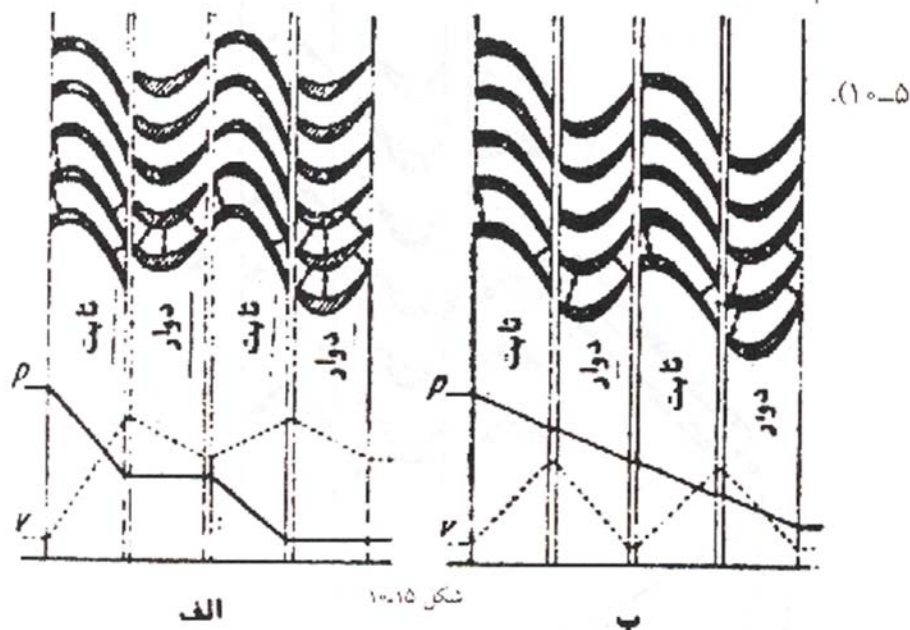 ۱۰-۵).
ثابت
دوار
ثابت
دوار
P
V
ثابت
دوار
ثابت
دوار
P
V
شکل ۱۵-۱۰
الف
ب